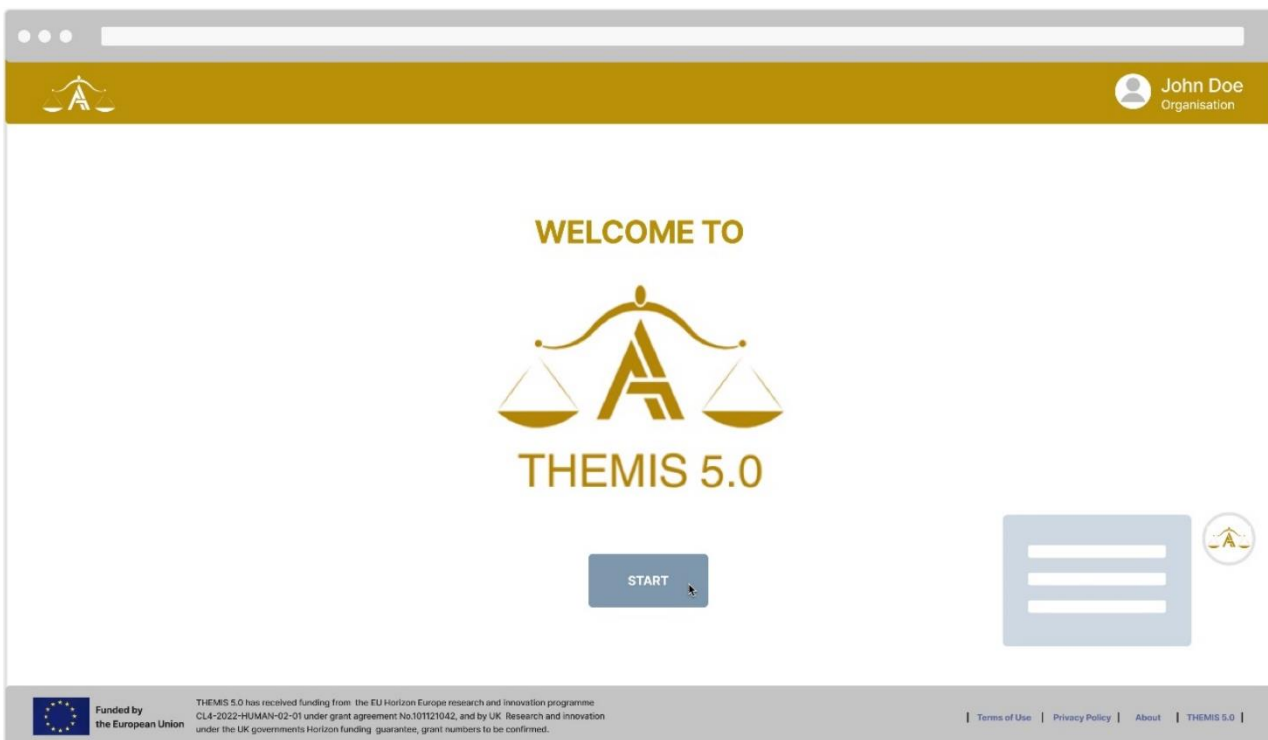 John Doe
Organisation
WELCOME TO
THEMIS 5.0
START
Funded by
the European Union
THEMIS 5.0 has received funding from the EU Horizon Europe research and innovation programme
CL4-2022-HUMAN-02-01 under grant agreement No.101121042, and by UK Research and innovation
under the UK governments Horizon funding guarantee, grant numbers to be confirmed.
| Terms of Use | Privacy Policy | About | THEMIS 5.0 |